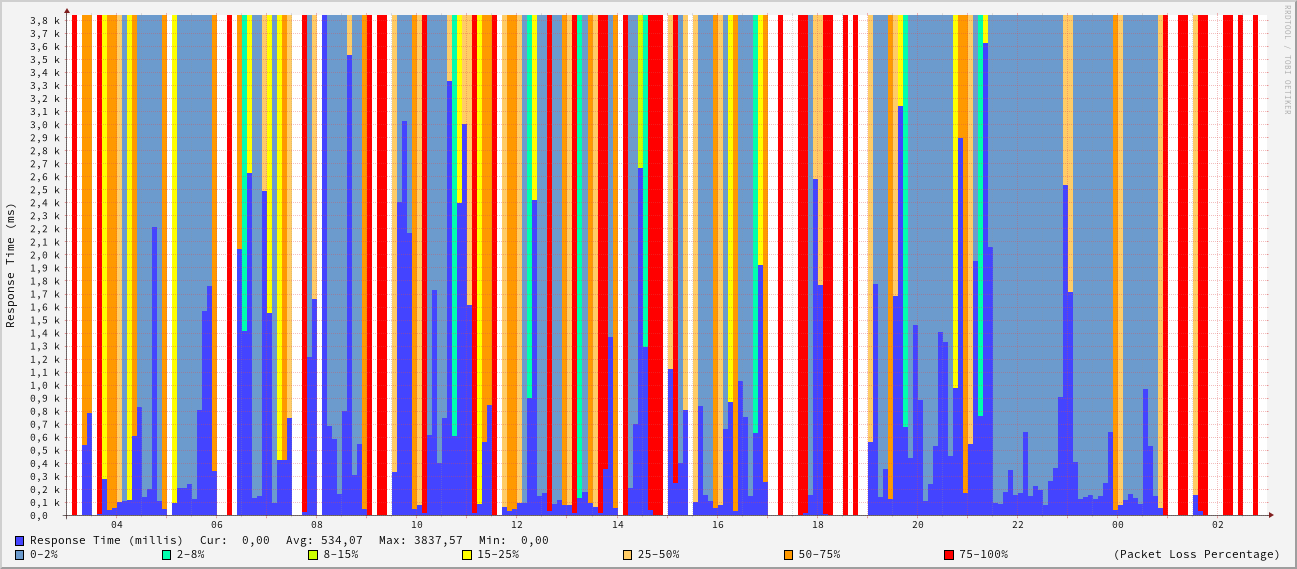 RRDTOOL / TOBI OETIKER
Response Time (ms)
3,8 k
3,7 k
3,6 k
3,5 k
3,4 k
3,3 k
3,2 k
3,1 k
3,0 k
2,9 k
2,8 k
2,7 k
2,6 k
2,5 k
2,4 k
2,3 k
2,2 k
2,1 k
2,0 k
1,9 k
1,8 k
1,7 k
1,6 k
1,5 k
1,4 k
1,3 k
1,2 k
1,1 k
1,0 k
0,9 k
0,8 k
0,7 k
0,6 k
0,5 k
0,4 k
0,3 k
0,2 k
0,1 k
0,0
04 06 08 10 12 14 16 18 20 22 00 02
Response Time (millis) Cur: 0,00 Avg: 534,07 Max: 3837,57 Min: 0,00
0-2% 2-8% 8-15% 15-25% 25-50% 50-75% 75-100% (Packet Loss Percentage)